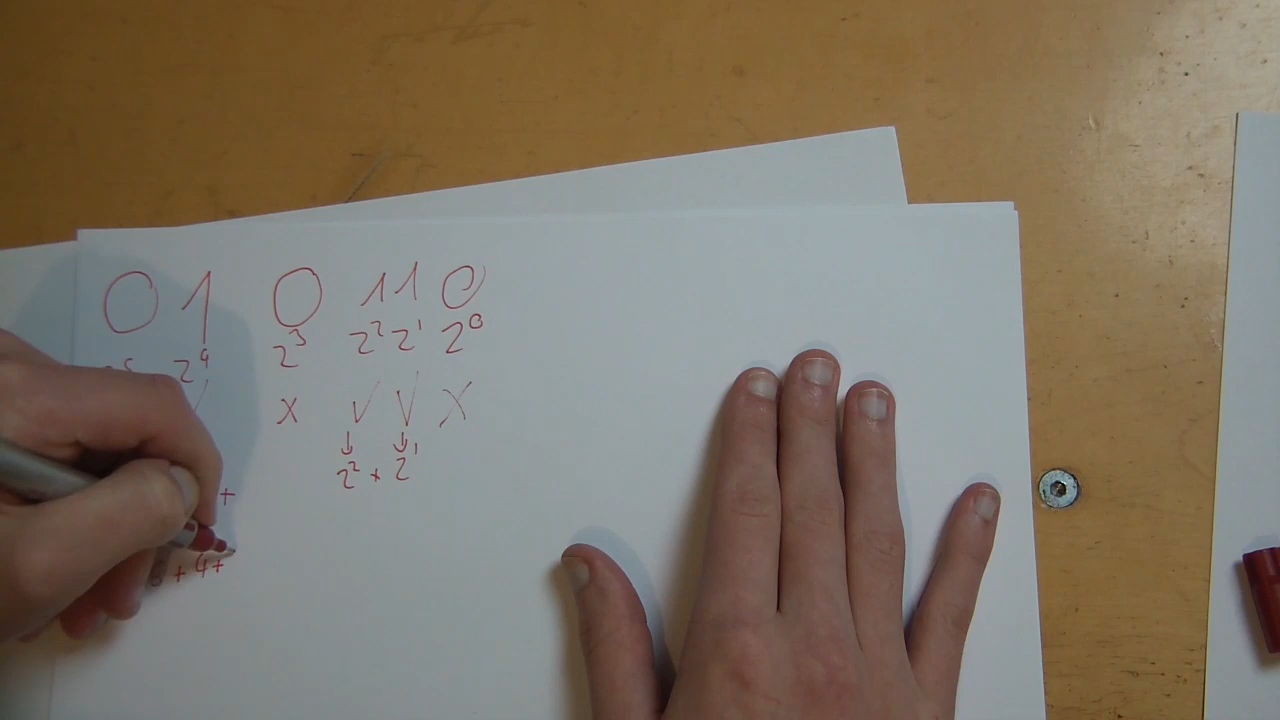 0 1 0 1 1 0
2⁴ 2³ 2² 2¹ 2⁰
x √ √ x
↓ ↓
2² + 2¹
+
+ 4 +